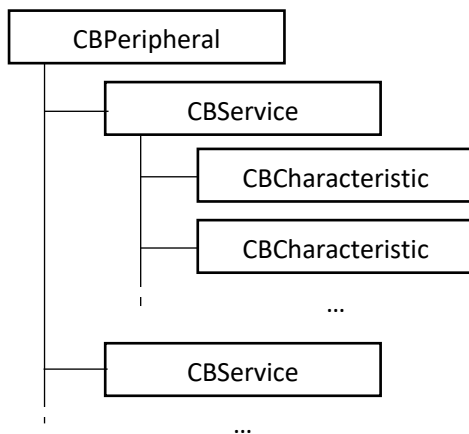 CBPeripheral
CBService
CBCharacteristic
CBCharacteristic
...
CBService
...